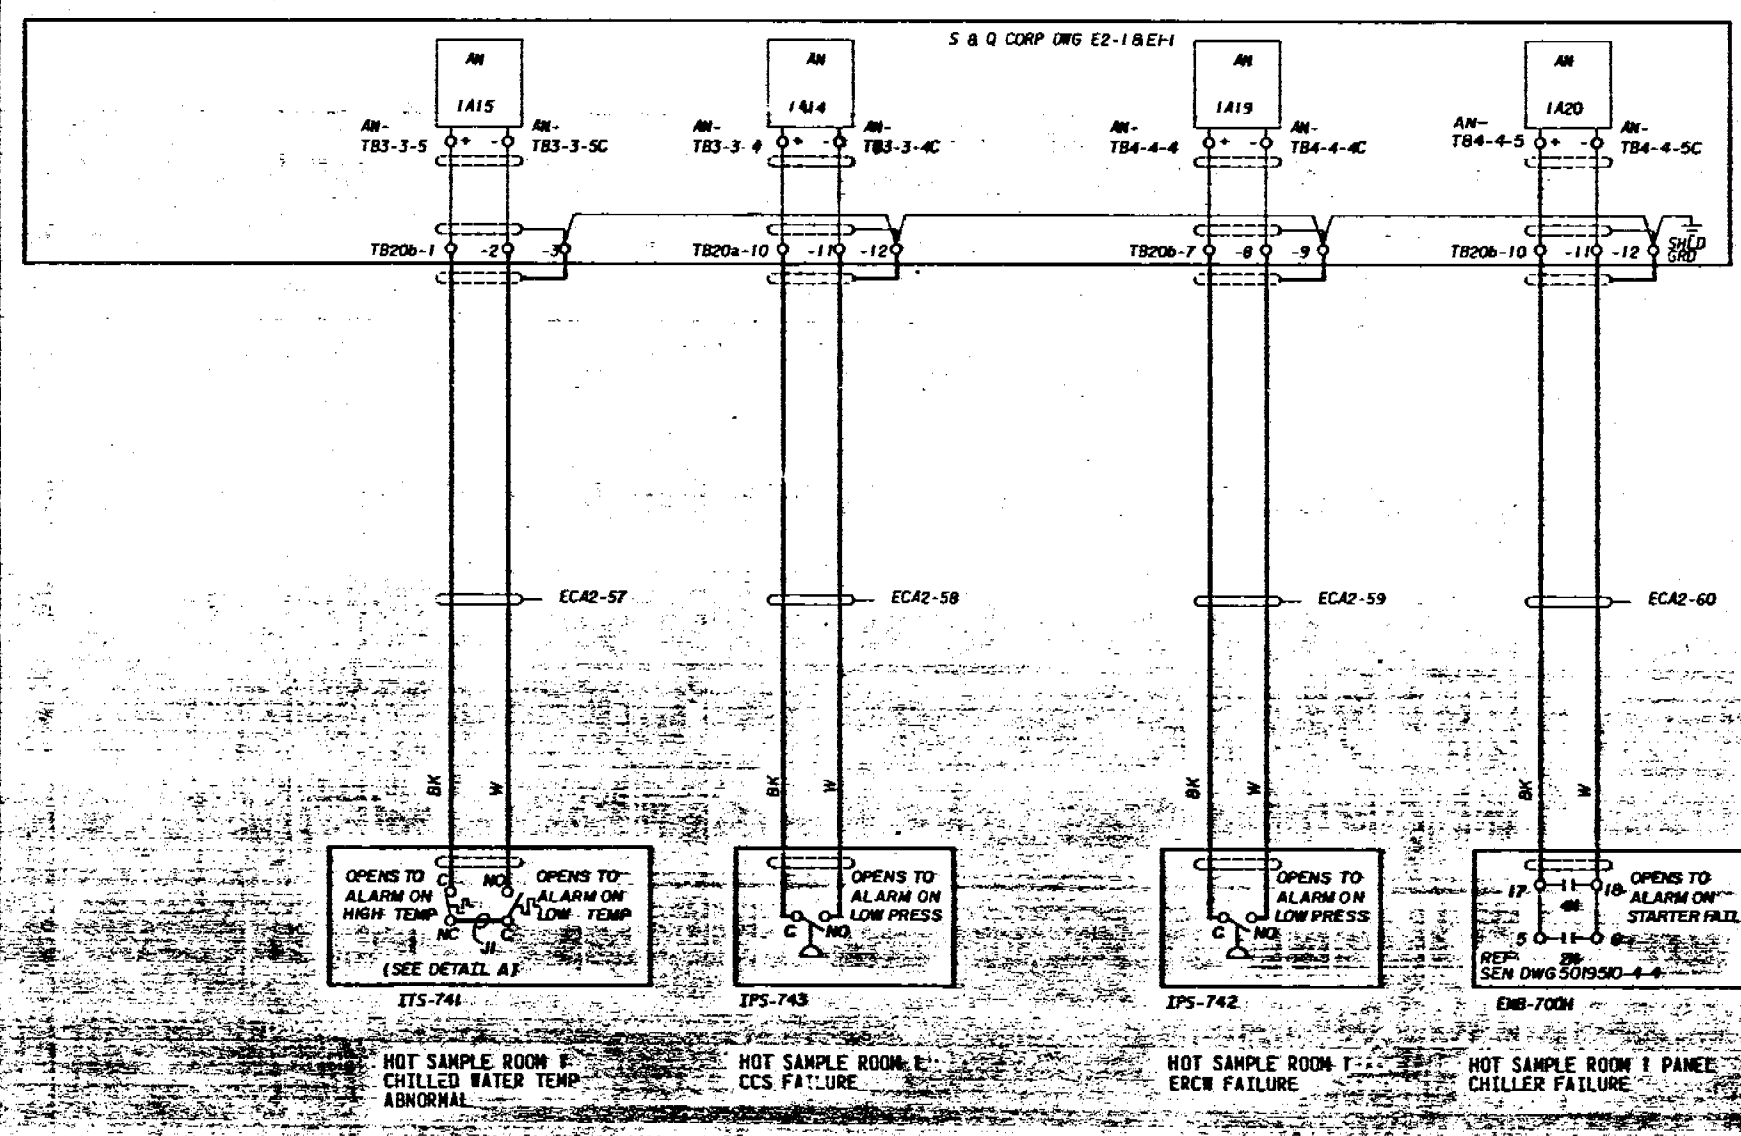 S & Q CORP DWG E2-1&E1-1
AN
1A15
AN-
TB3-3-5
+
-
AN-
TB3-3-5C
AN
1A14
AN-
TB3-3-4
+
-
AN-
TB3-3-4C
AN
1A19
AN-
TB4-4-4
+
-
AN-
TB4-4-4C
AN
1A20
AN-
TB4-4-5
+
-
AN-
TB4-4-5C
TB20b-1
-2
-3
TB20a-10
-11
-12
TB20b-7
-8
-9
TB20b-10
-11
-12
SHLD
GRD
ECA2-57
ECA2-58
ECA2-59
ECA2-60
BK
W
BK
W
BK
W
BK
W
OPENS TO
ALARM ON
HIGH TEMP
C
NO
NC
C
J1
OPENS TO
ALARM ON
LOW TEMP
(SEE DETAIL A)
ITS-741
OPENS TO
ALARM ON
LOW PRESS
C
NO
IPS-743
OPENS TO
ALARM ON
LOW PRESS
C
NO
IPS-742
17
18
OPENS TO
ALARM ON
STARTER FAIL
5
REF:
SEN DWG 5019510-4-4
HOT SAMPLE ROOM
CHILLED WATER TEMP
ABNORMAL
HOT SAMPLE ROOM
CCS FAILURE
HOT SAMPLE ROOM
ERCW FAILURE
HOT SAMPLE ROOM 1 PANEL
CHILLER FAILURE